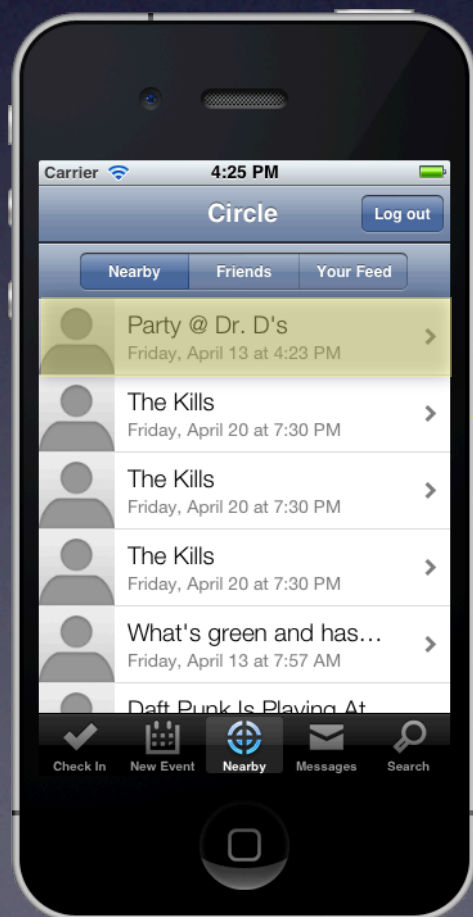 Carrier 4:25 PM
Circle Log out
Nearby Friends Your Feed
Party @ Dr. D's
Friday, April 13 at 4:23 PM
The Kills
Friday, April 20 at 7:30 PM
The Kills
Friday, April 20 at 7:30 PM
The Kills
Friday, April 20 at 7:30 PM
What's green and has...
Friday, April 13 at 7:57 AM
Daft Punk Is Playing At
Check In New Event Nearby Messages Search